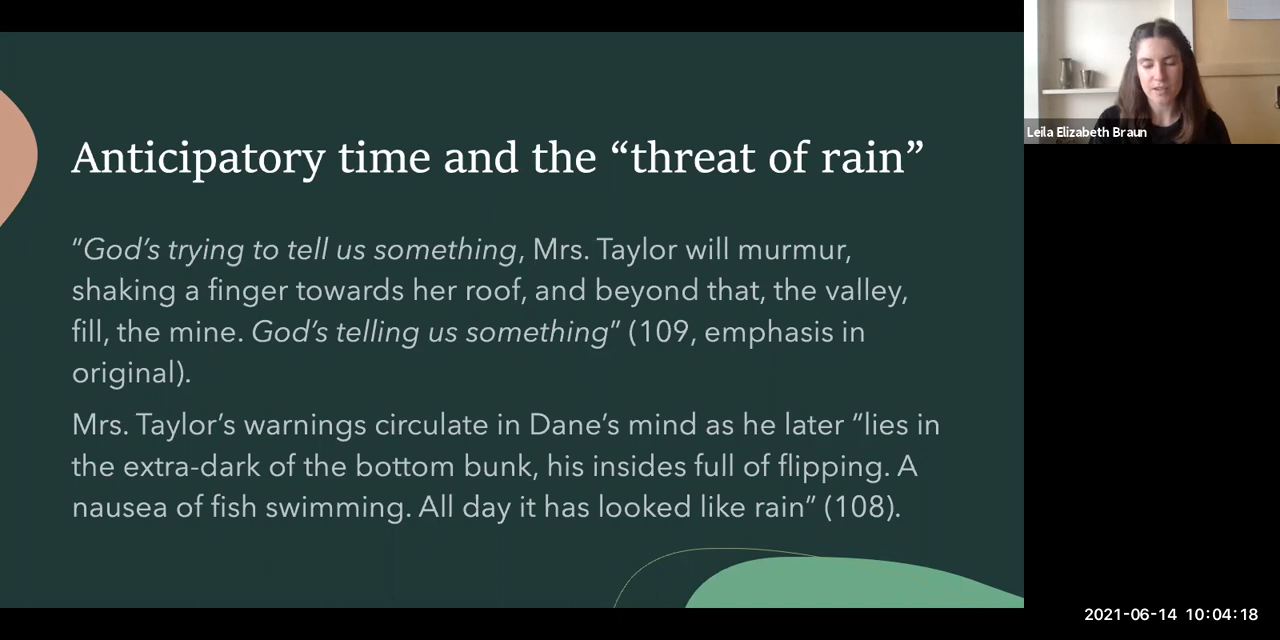 Anticipatory time and the “threat of rain”
“God’s trying to tell us something, Mrs. Taylor will murmur,
shaking a finger towards her roof, and beyond that, the valley,
fill, the mine. God’s telling us something” (109, emphasis in
original).
Mrs. Taylor’s warnings circulate in Dane’s mind as he later “lies in
the extra-dark of the bottom bunk, his insides full of flipping. A
nausea of fish swimming. All day it has looked like rain” (108).
Leila Elizabeth Braun
2021-06-14 10:04:18